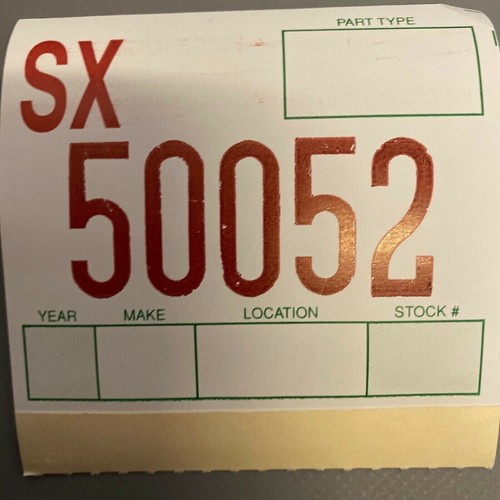 PART TYPE
SX
50052
YEAR MAKE LOCATION STOCK #